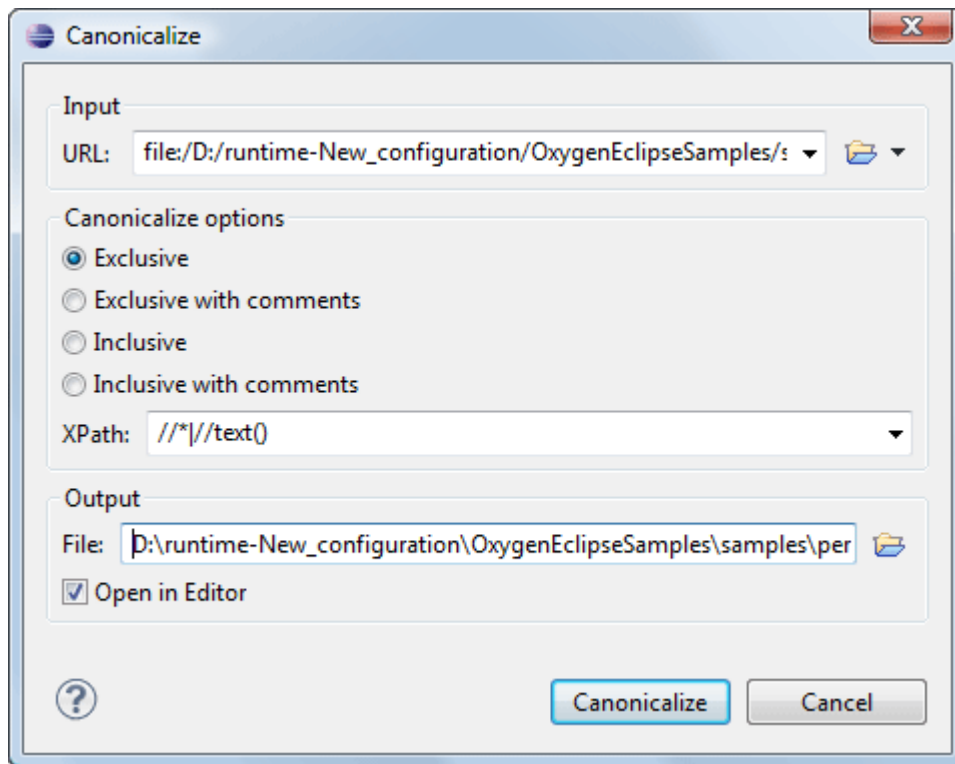 Canonicalize
Input
URL: file:/D:/runtime-New_configuration/OxygenEclipseSamples/s
Canonicalize options
Exclusive
Exclusive with comments
Inclusive
Inclusive with comments
XPath: //*|//text()
Output
File: D:\runtime-New_configuration\OxygenEclipseSamples\samples\per
Open in Editor
? Canonicalize Cancel